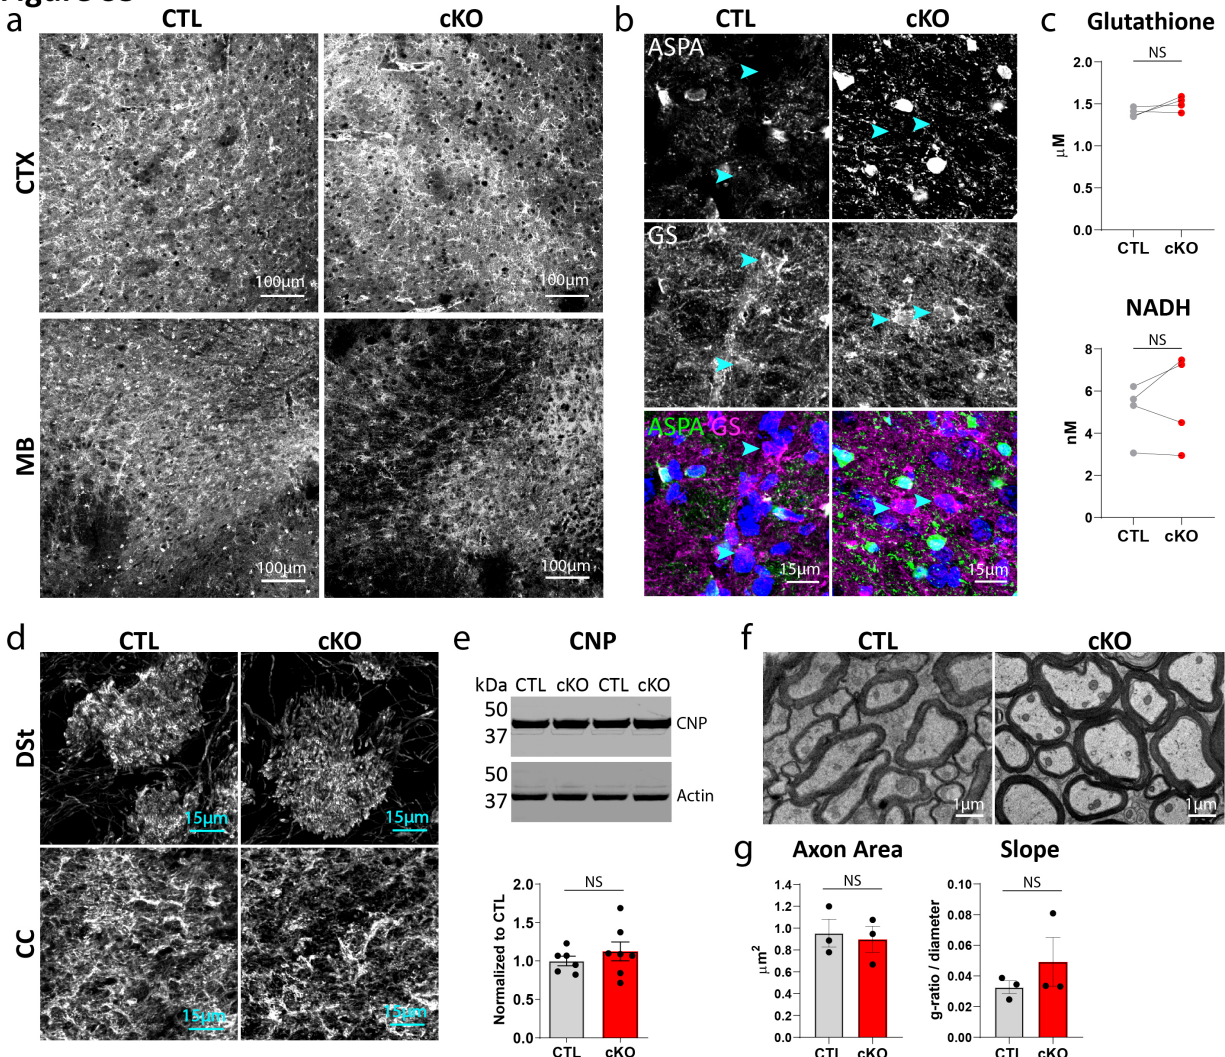 a
CTL
cKO
CTX
100µm
100µm
MB
100µm
100µm
b
CTL
cKO
ASPA
GS
ASPA GS
15µm
15µm
c
Glutathione
NS
2.0
1.5
1.0
0.5
0.0
µM
CTL
cKO
NADH
NS
8
6
4
2
0
nM
CTL
cKO
d
CTL
cKO
DSt
15µm
15µm
CC
15µm
15µm
e
CNP
kDa CTL cKO CTL cKO
50
37
CNP
50
37
Actin
NS
2.0
1.5
1.0
0.5
0.0
Normalized to CTL
CTL
cKO
f
CTL
cKO
1µm
1µm
g
Axon Area
NS
1.4
1.2
1.0
0.8
0.6
0.4
0.2
0.0
µm²
CTL
cKO
Slope
NS
0.10
0.08
0.06
0.04
0.02
0.00
g-ratio / diameter
CTL
cKO